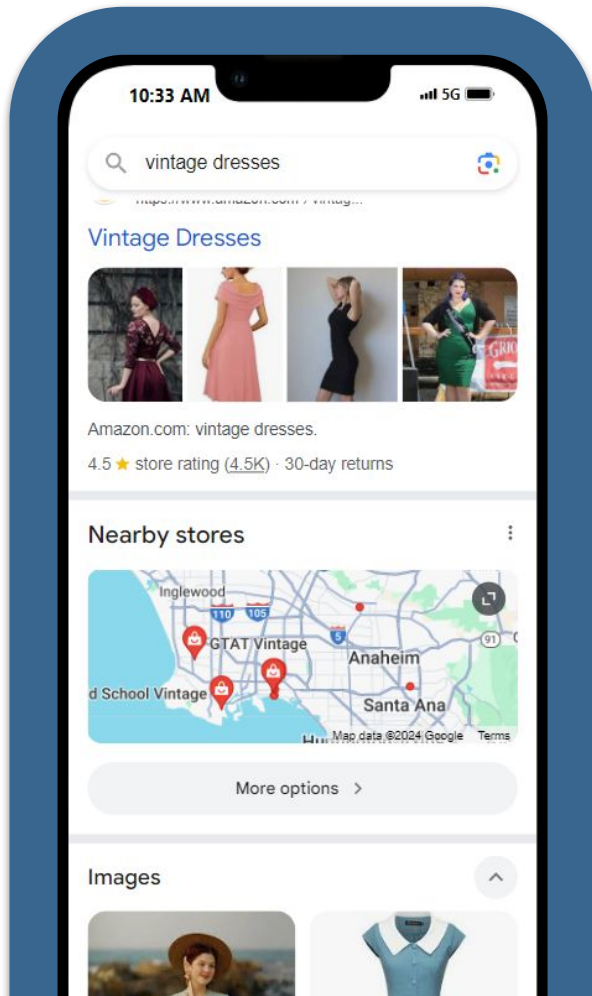 10:33 AM
5G
vintage dresses
Vintage Dresses
GRIO
Amazon.com: vintage dresses.
4.5 ★ store rating (4.5K) · 30-day returns
Nearby stores
Inglewood
110
105
5
91
GTAT Vintage
Anaheim
d School Vintage
Santa Ana
Map data ©2024 Google
Terms
More options >
Images